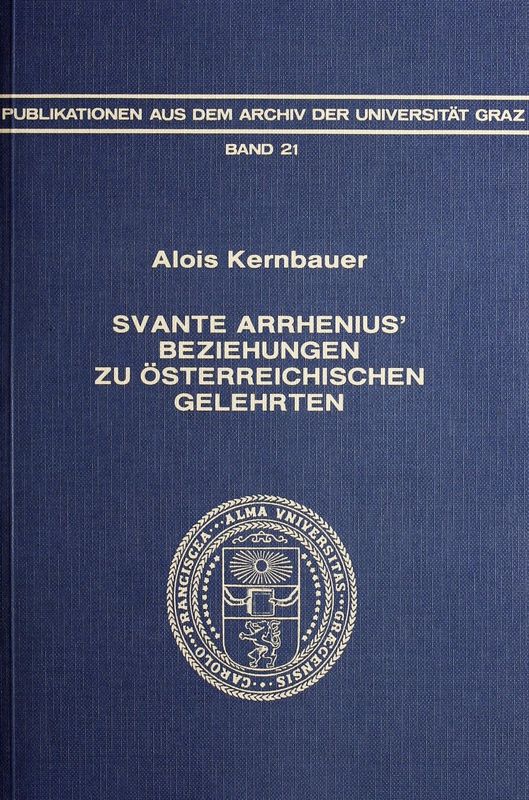 PUBLIKATIONEN AUS DEM ARCHIV DER UNIVERSITÄT GRAZ
BAND 21
Alois Kernbauer
SVANTE ARRHENIUS'
BEZIEHUNGEN
ZU ÖSTERREICHISCHEN
GELEHRTEN
CAROLO · FRANCISCEA · ALMA VNIVERSITAS · GRÆCENSIS